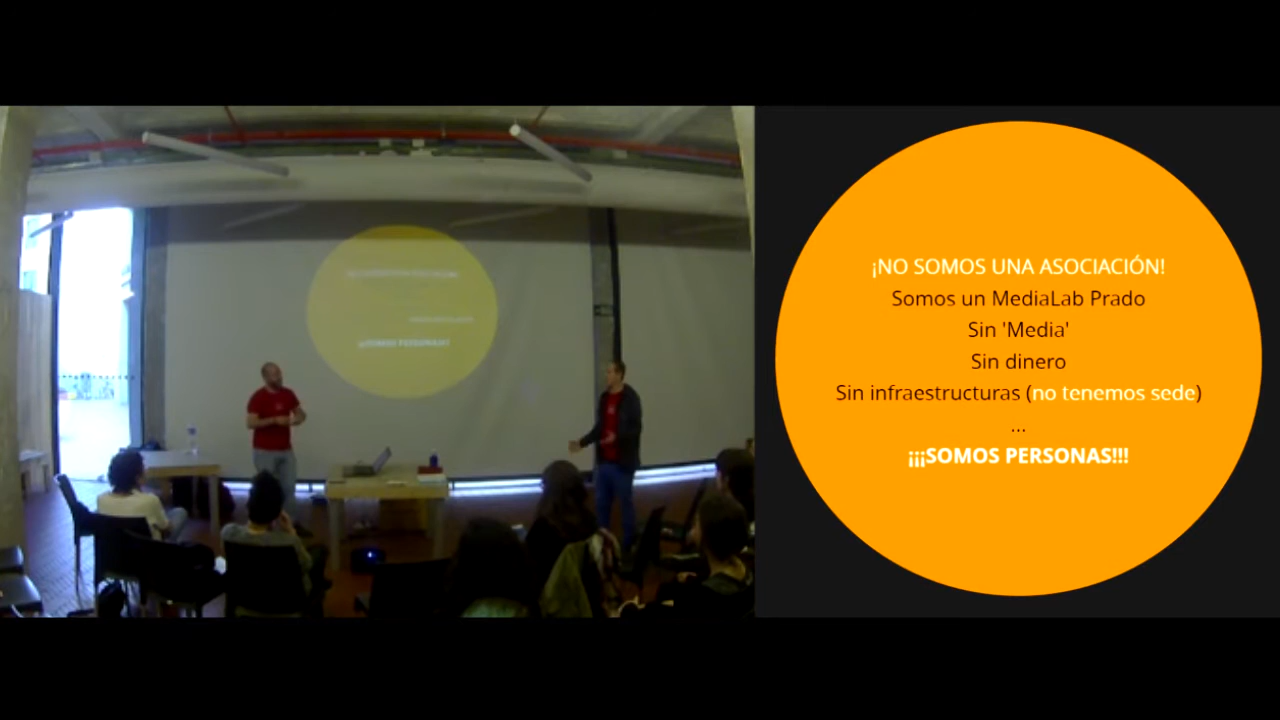 ¡NO SOMOS UNA ASOCIACIÓN!
Somos un MediaLab Prado
Sin 'Media'
Sin dinero
Sin infraestructuras (no tenemos sede)
...
¡¡¡SOMOS PERSONAS!!!